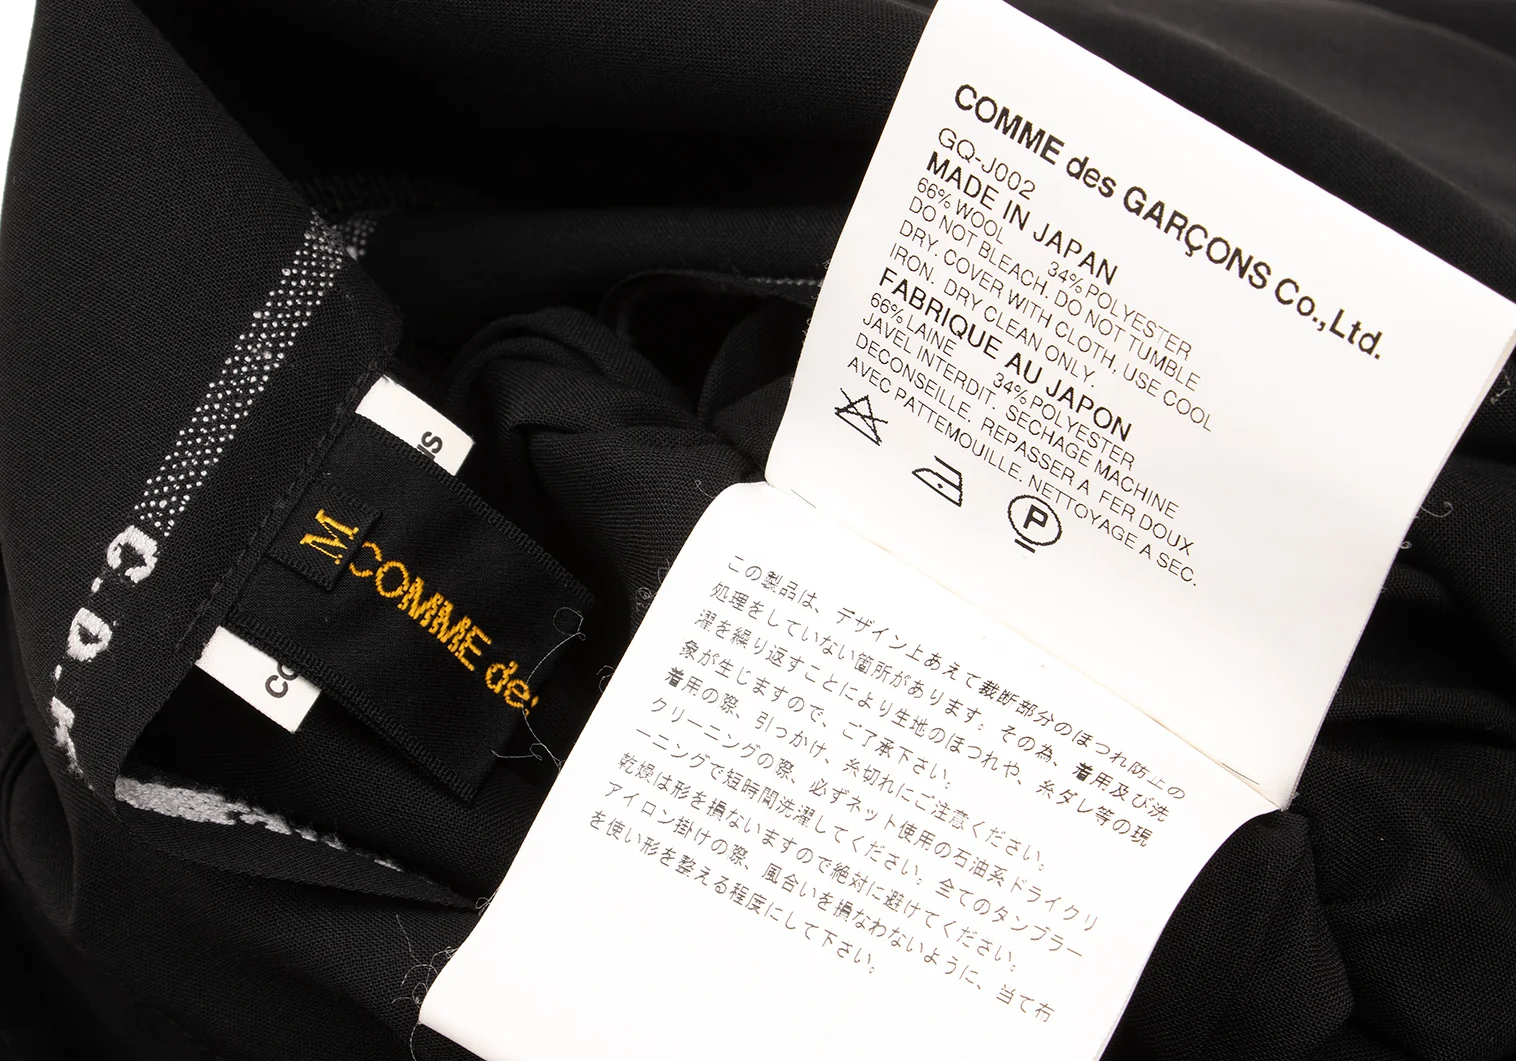 COMME des GARÇONS Co.,Ltd.
GQ-J002
MADE IN JAPAN
66% WOOL 34% POLYESTER
DO NOT BLEACH. DO NOT TUMBLE
DRY. COVER WITH CLOTH, USE COOL
IRON. DRY CLEAN ONLY.
FABRIQUE AU JAPON
66% LAINE 34% POLYESTER
JAVEL INTERDIT. SECHAGE MACHINE
DECONSEILLE. REPASSER A FER DOUX
AVEC PATTEMOUILLE. NETTOYAGE A SEC.
P
この製品は、デザイン上あえて裁断部分のほつれ防止の
処理をしていない箇所があります。その為、着用及び洗
濯を繰り返すことにより生地のほつれや、糸ダレ等の現
象が生じますので、ご了承下さい。
着用の際、引っかけ、糸切れにご注意ください。
クリーニングの際、必ずネット使用の石油系ドライクリ
ーニングで短時間洗濯してください。全てのタンブラー
乾燥は形を損ないますので絶対に避けてください。
アイロン掛けの際、風合いを損なわないように、当て布
を使い形を整える程度にして下さい。
M
COMME des
C.D.
CO
NS